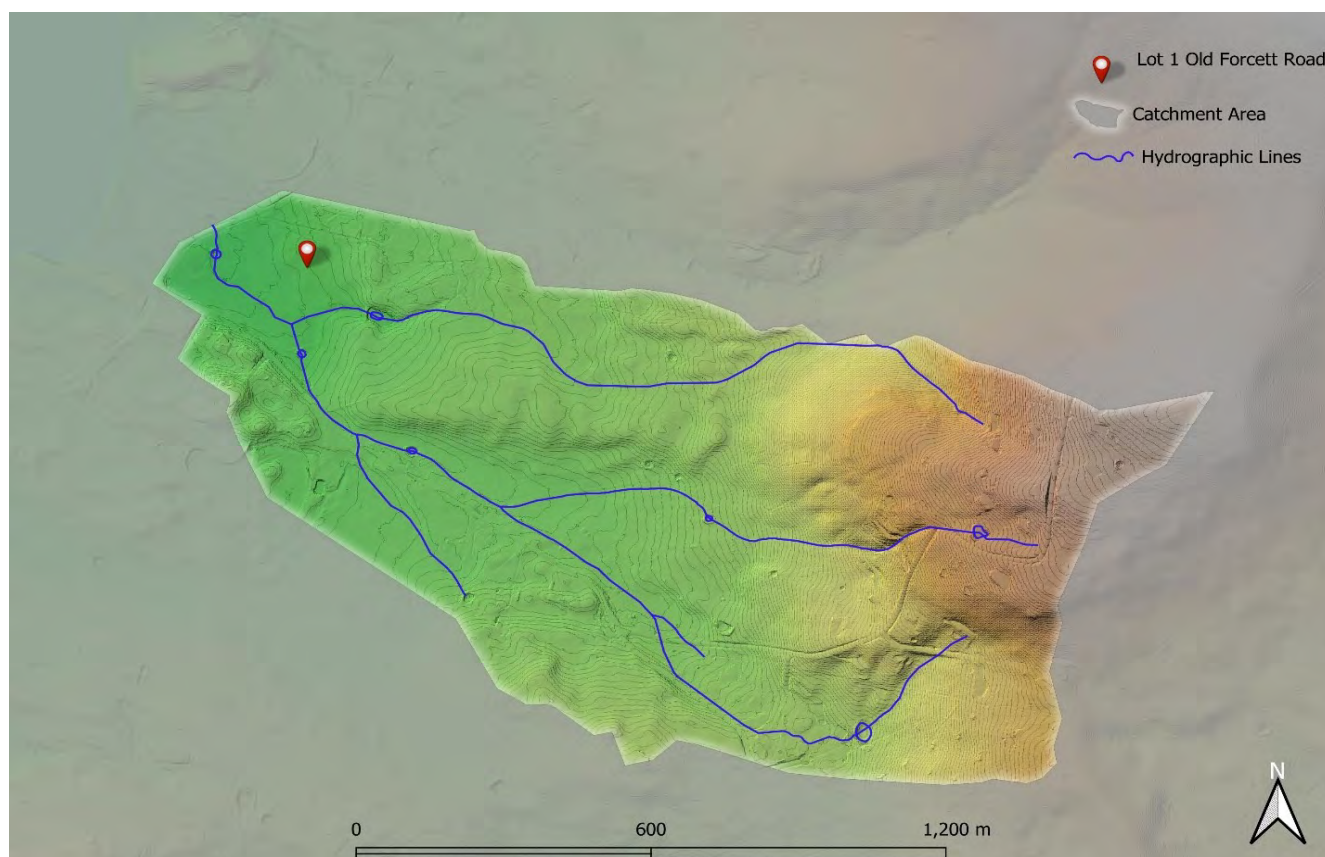 Lot 1 Old Forcett Road
Catchment Area
Hydrographic Lines
N
0 600 1,200 m